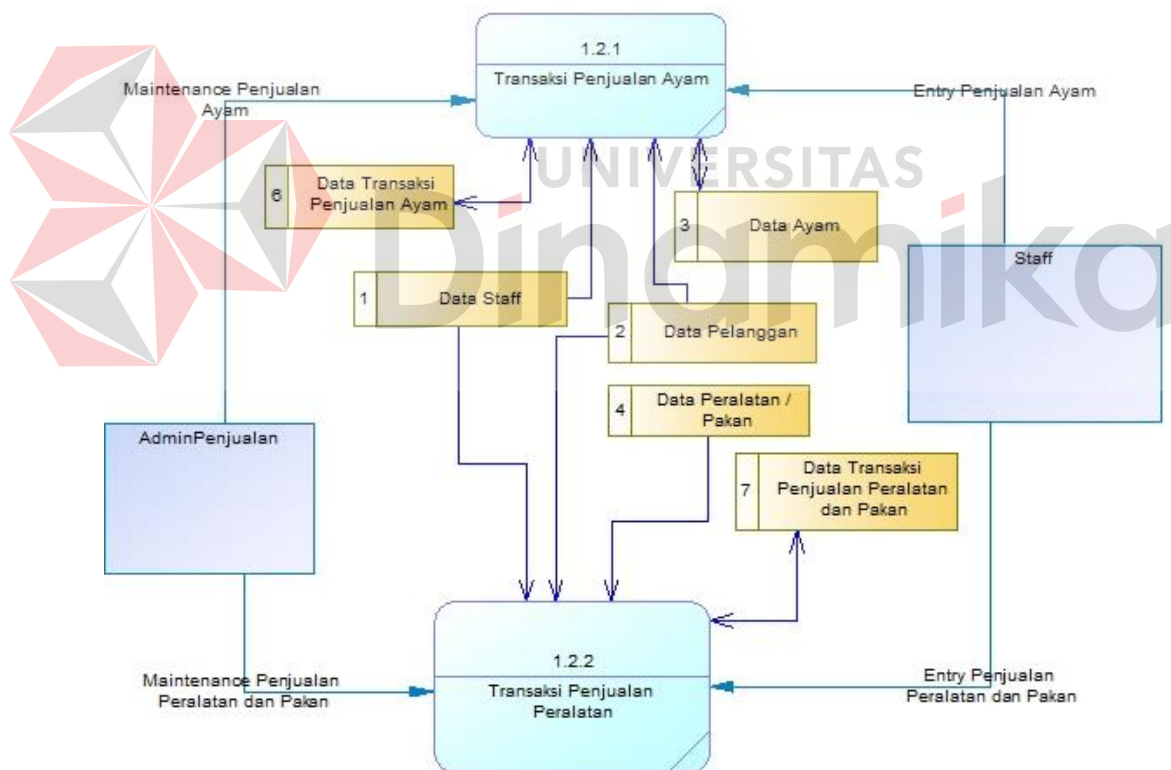 1.2.1
Transaksi Penjualan Ayam
Maintenance Penjualan
Ayam
Entry Penjualan Ayam
UNIVERSITAS
Dinamika
6
Data Transaksi
Penjualan Ayam
3
Data Ayam
Staff
1
Data Staff
2
Data Pelanggan
4
Data Peralatan /
Pakan
AdminPenjualan
7
Data Transaksi
Penjualan Peralatan
dan Pakan
1.2.2
Transaksi Penjualan
Peralatan
Maintenance Penjualan
Peralatan dan Pakan
Entry Penjualan
Peralatan dan Pakan